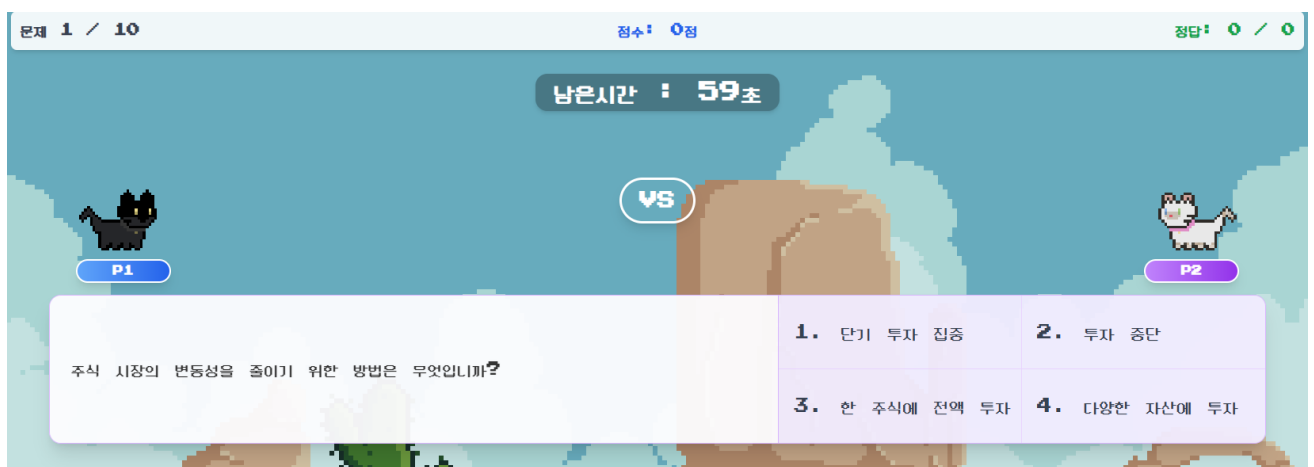 문제 1 / 10
점수: 0점
정답: 0 / 0
남은시간 : 59초
VS
P1
P2
주식 시장의 변동성을 줄이기 위한 방법은 무엇입니까?
1. 단기 투자 집중
2. 투자 중단
3. 한 주식에 전액 투자
4. 다양한 자산에 투자